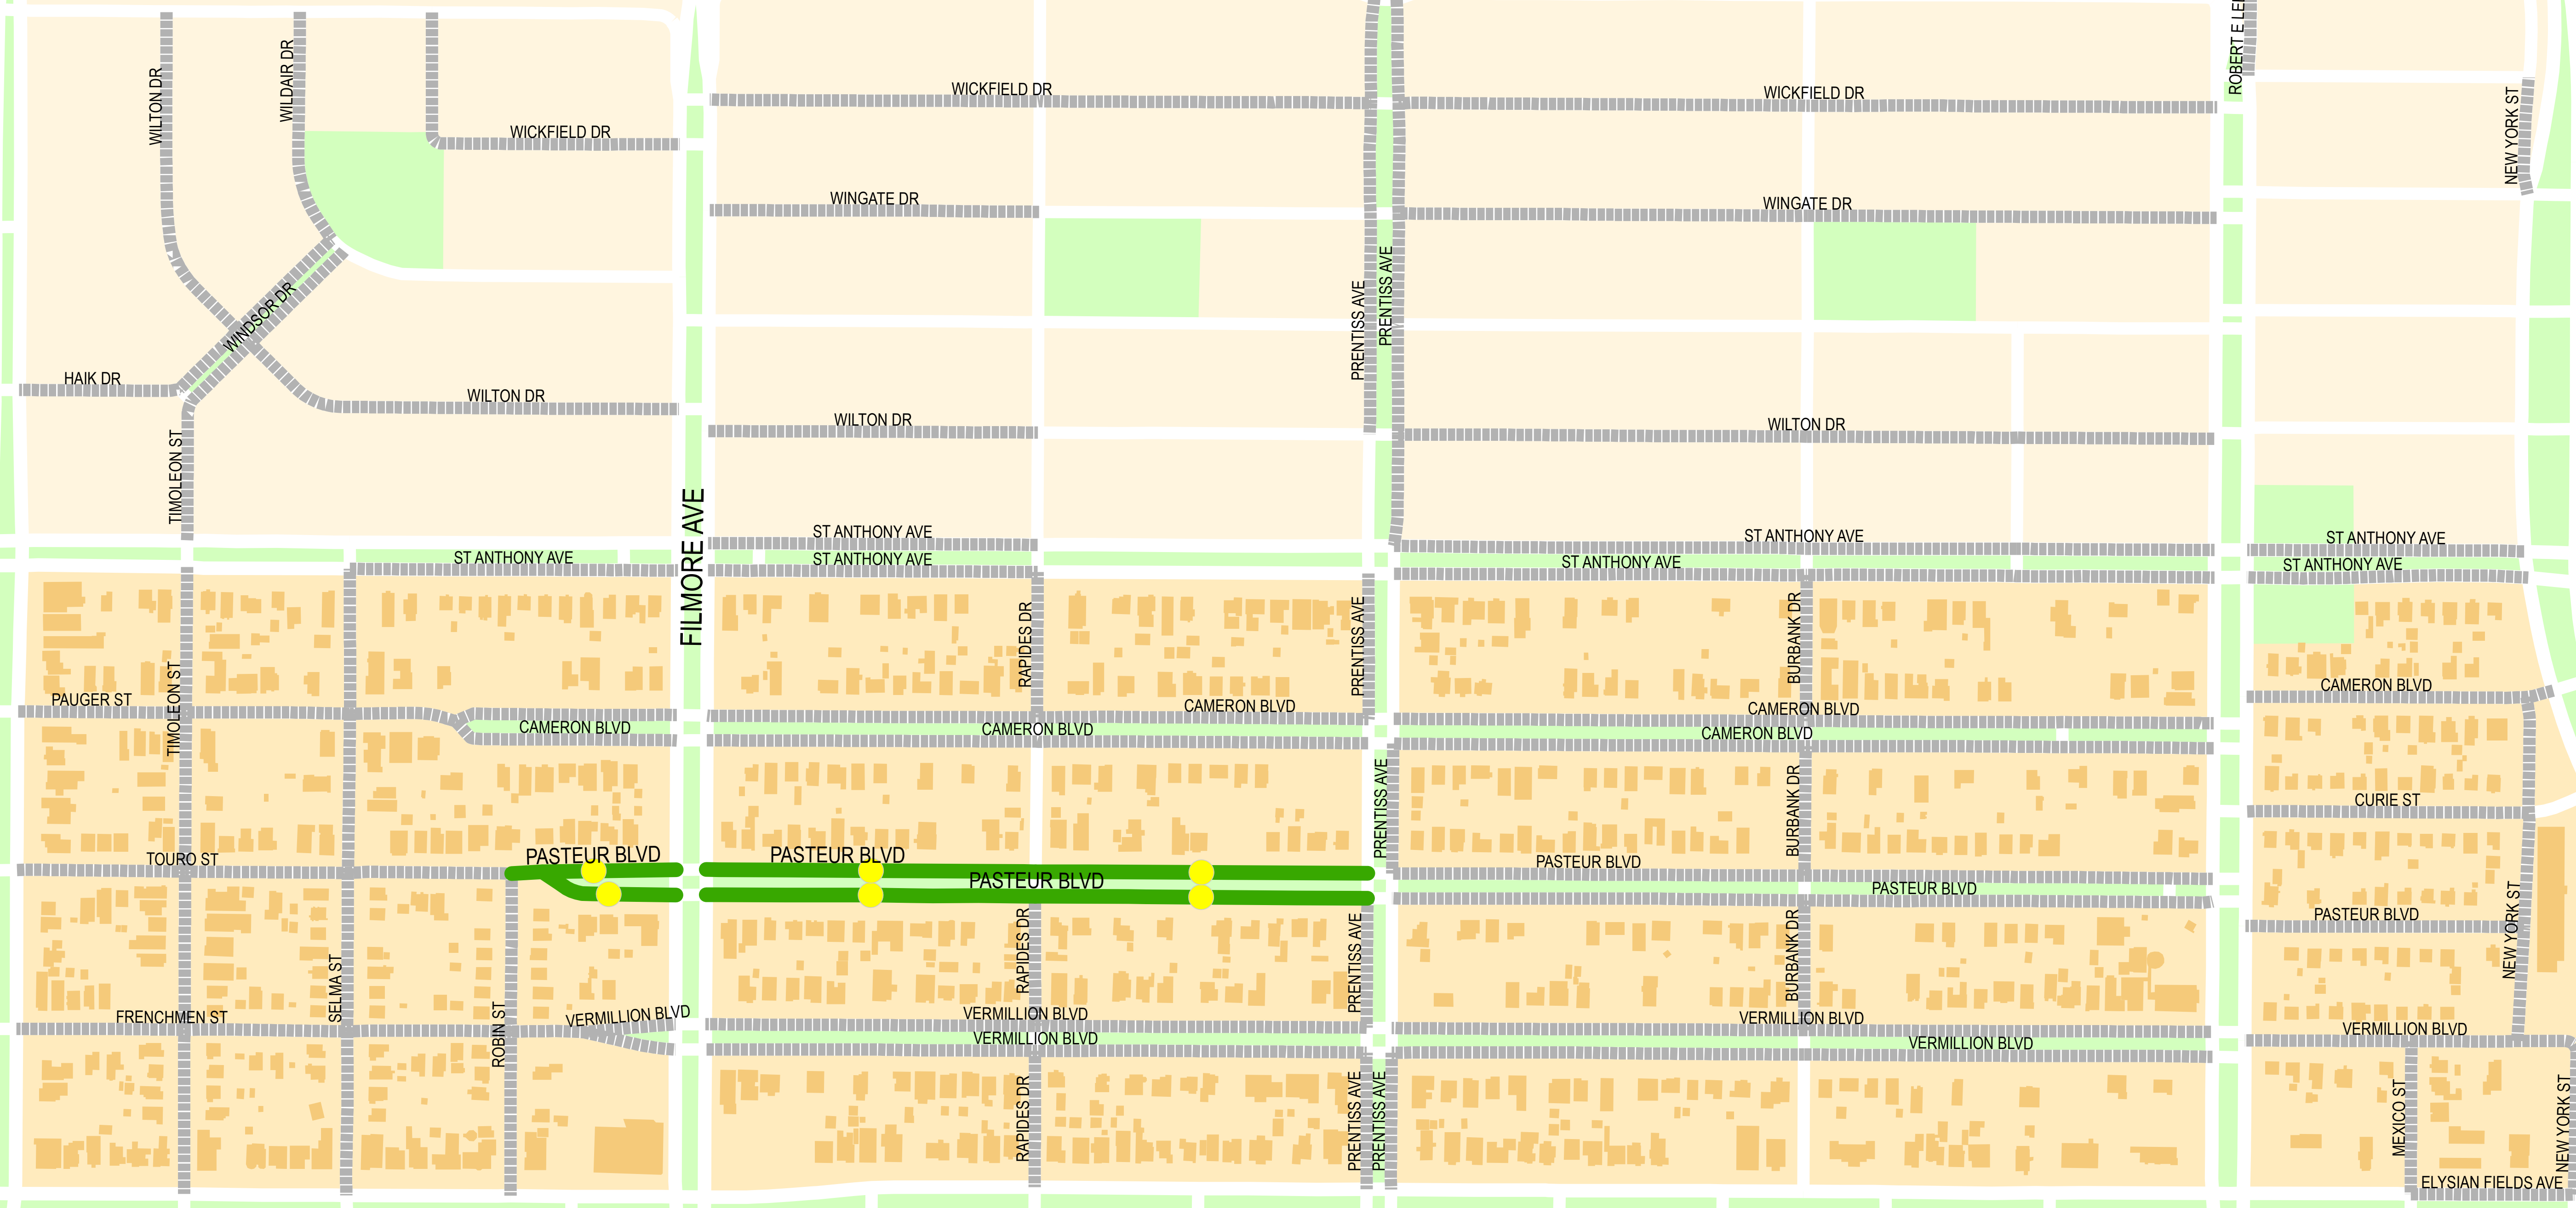 ROBERT E LEE
WILTON DR
WILDAIR DR
WICKFIELD DR
WICKFIELD DR
WICKFIELD DR
NEW YORK ST
WINGATE DR
WINGATE DR
WINDSOR DR
PRENTISS AVE
PRENTISS AVE
HAIK DR
WILTON DR
WILTON DR
WILTON DR
TIMOLEON ST
FILMORE AVE
ST ANTHONY AVE
ST ANTHONY AVE
ST ANTHONY AVE
ST ANTHONY AVE
ST ANTHONY AVE
ST ANTHONY AVE
ST ANTHONY AVE
TIMOLEON ST
RAPIDES DR
PRENTISS AVE
BURBANK DR
PAUGER ST
CAMERON BLVD
CAMERON BLVD
CAMERON BLVD
CAMERON BLVD
CAMERON BLVD
CAMERON BLVD
PRENTISS AVE
BURBANK DR
CURIE ST
TOURO ST
PASTEUR BLVD
PASTEUR BLVD
PASTEUR BLVD
PASTEUR BLVD
PASTEUR BLVD
PASTEUR BLVD
NEW YORK ST
SELMA ST
RAPIDES DR
PRENTISS AVE
BURBANK DR
FRENCHMEN ST
ROBIN ST
VERMILLION BLVD
VERMILLION BLVD
VERMILLION BLVD
VERMILLION BLVD
VERMILLION BLVD
VERMILLION BLVD
RAPIDES DR
PRENTISS AVE
PRENTISS AVE
MEXICO ST
NEW YORK ST
ELYSIAN FIELDS AVE